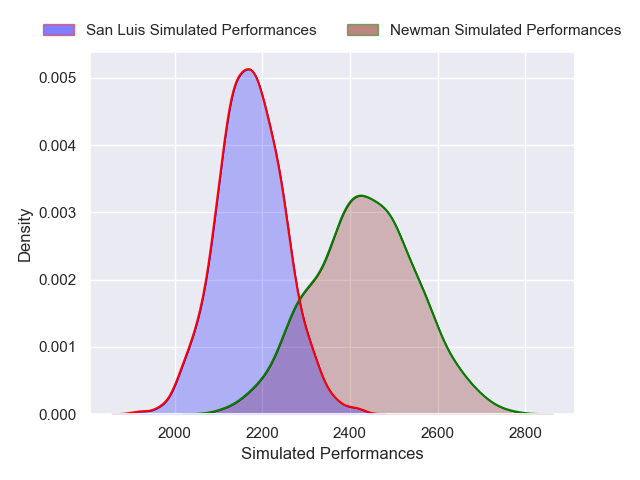 San Luis Simulated Performances
Newman Simulated Performances
0.005
0.004
0.003
0.002
0.001
0.000
Density
2000
2200
2400
2600
2800
Simulated Performances